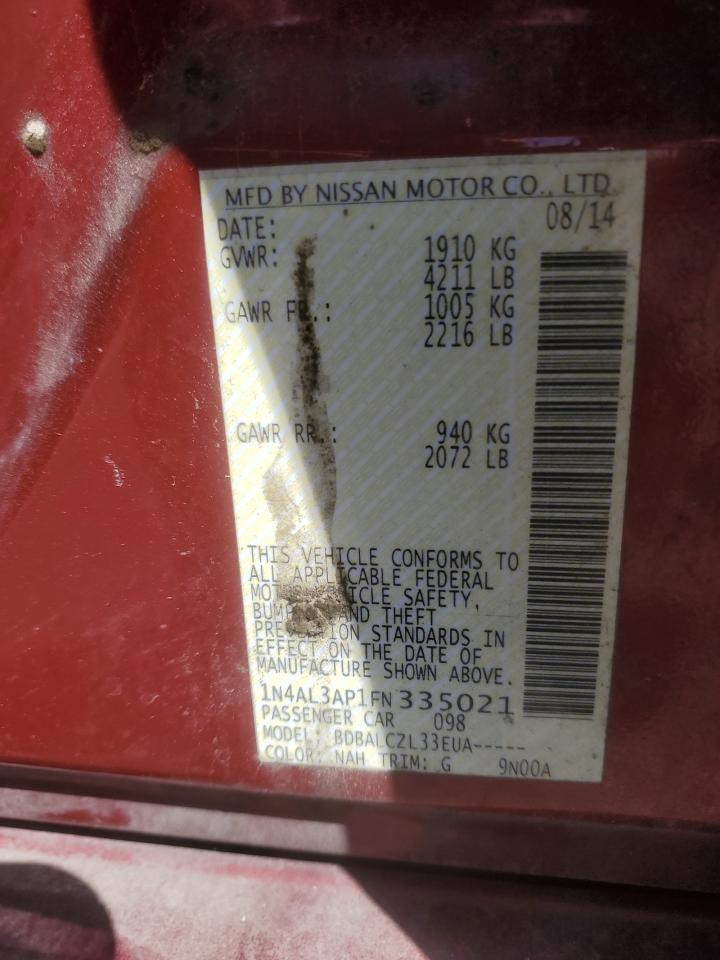 MFD BY NISSAN MOTOR CO., LTD.
DATE: 08/14
GVWR: 1910 KG
4211 LB
GAWR FR.: 1005 KG
2216 LB
GAWR RR.: 940 KG
2072 LB
THIS VEHICLE CONFORMS TO
ALL APPLICABLE FEDERAL
MOTOR VEHICLE SAFETY,
AND THEFT
PREVENTION STANDARDS IN
EFFECT ON THE DATE OF
MANUFACTURE SHOWN ABOVE.
1N4AL3AP1FN335021
PASSENGER CAR 098
MODEL: BDBALCZL33EUA-----
COLOR: NAH TRIM: G 9N00A